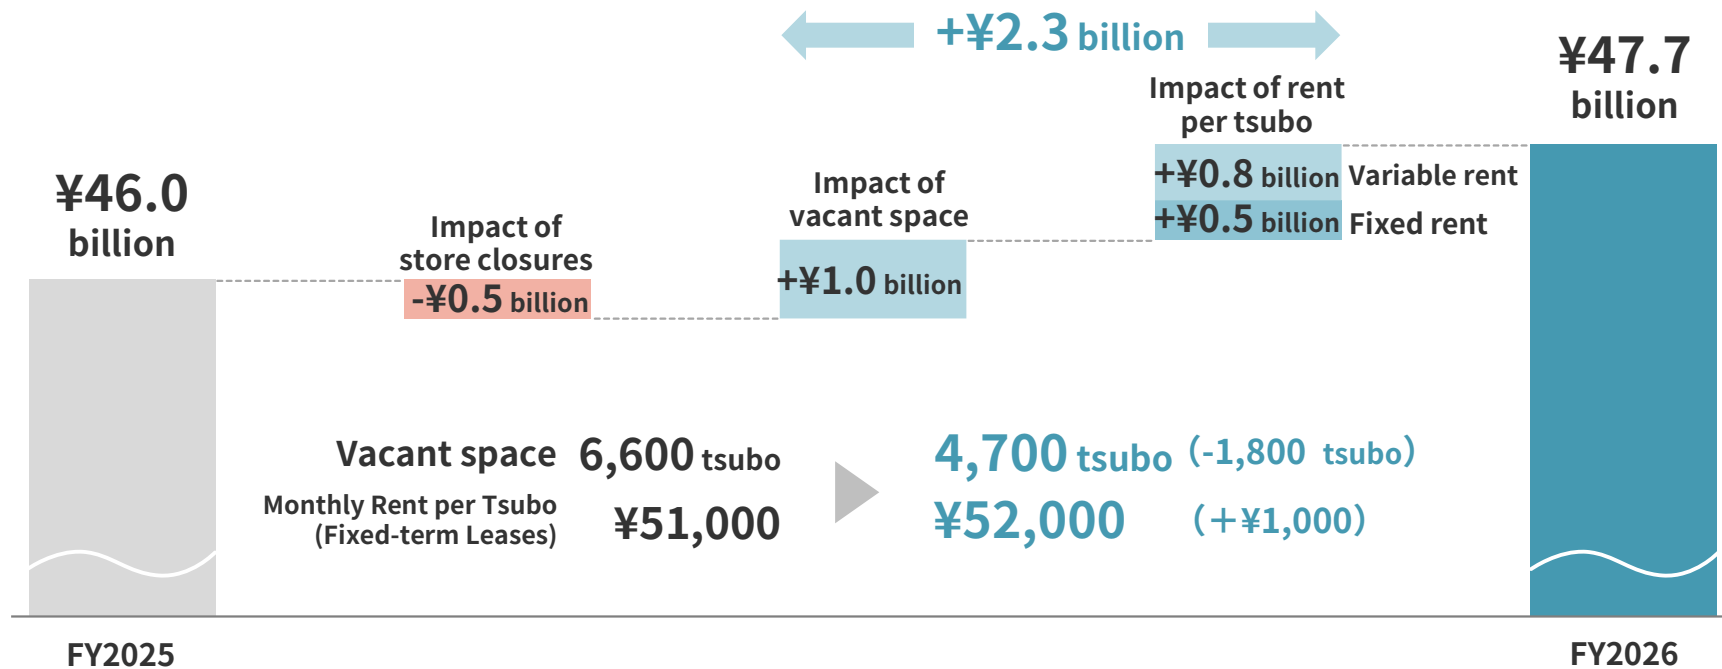 +¥2.3 billion
¥47.7
billion
Impact of rent
per tsubo
+¥0.8 billion Variable rent
+¥0.5 billion Fixed rent
¥46.0
billion
Impact of
vacant space
+¥1.0 billion
Impact of
store closures
-¥0.5 billion
Vacant space 6,600 tsubo 4,700 tsubo (-1,800 tsubo)
Monthly Rent per Tsubo
(Fixed-term Leases) ¥51,000 ¥52,000 (+¥1,000)
FY2025 FY2026